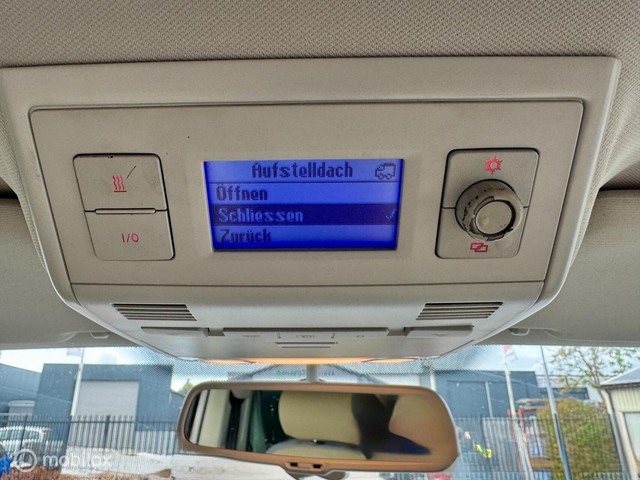 Aufstelldach
Öffnen
Schliessen
Zurück
I/O
mobilox